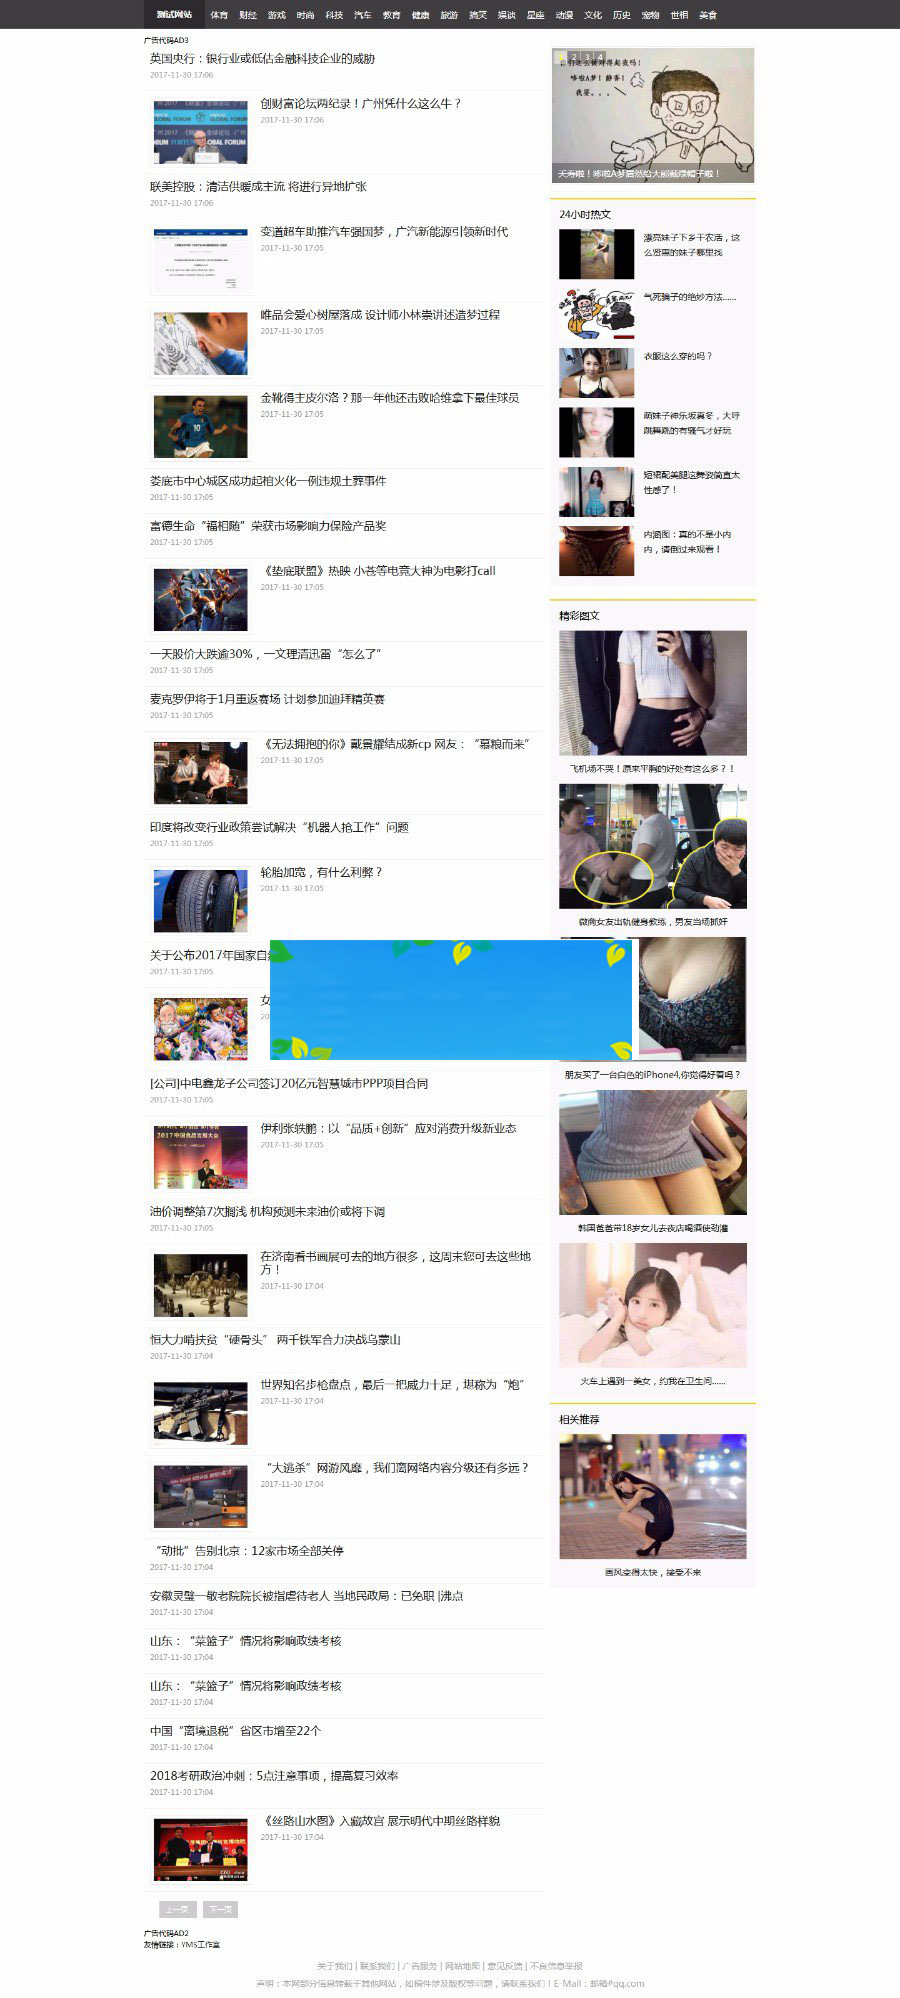 测试网站 体育 财经 游戏 时尚 科技 汽车 教育 健康 旅游 搞笑 娱谈 星座 动漫 文化 历史 宠物 世相 美食
广告代码AD3
英国央行：银行业或低估金融科技企业的威胁
2017-11-30 17:06
创财富论坛两纪录！广州凭什么这么牛？
2017-11-30 17:06
联美控股：清洁供暖成主流 将进行异地扩张
2017-11-30 17:06
变道超车助推汽车强国梦，广汽新能源引领新时代
2017-11-30 17:05
唯品会爱心树屋落成 设计师小林崇讲述造梦过程
2017-11-30 17:05
金靴得主皮尔洛？那一年他还击败哈维拿下最佳球员
2017-11-30 17:05
娄底市中心城区成功起棺火化一例违规土葬事件
2017-11-30 17:05
富德生命“福相随”荣获市场影响力保险产品奖
2017-11-30 17:05
《垫底联盟》热映 小苍等电竞大神为电影打call
2017-11-30 17:05
一天股价大跌逾30%，一文理清迅雷“怎么了”
2017-11-30 17:05
麦克罗伊将于1月重返赛场 计划参加迪拜精英赛
2017-11-30 17:05
《无法拥抱的你》戴景耀结成新cp 网友：“慕粮而来”
2017-11-30 17:05
印度将改变行业政策尝试解决“机器人抢工作”问题
2017-11-30 17:05
轮胎加宽，有什么利弊？
2017-11-30 17:05
关于公布2017年国家自
2017-11-30 17:05
[公司]中电鑫龙子公司签订20亿元智慧城市PPP项目合同
2017-11-30 17:05
伊利张轶鹏：以“品质+创新”应对消费升级新业态
2017-11-30 17:05
油价调整第7次搁浅 机构预测未来油价或将下调
2017-11-30 17:05
在济南看书画展可去的地方很多，这周末您可去这些地
方！
2017-11-30 17:04
恒大力啃扶贫“硬骨头” 两千铁军合力决战乌蒙山
2017-11-30 17:04
世界知名步枪盘点，最后一把威力十足，堪称为“炮”
2017-11-30 17:04
“大逃杀”网游风靡，我们离网络内容分级还有多远？
2017-11-30 17:04
“动批”告别北京：12家市场全部关停
2017-11-30 17:04
安徽灵璧一敬老院院长被指虐待老人 当地民政局：已免职 |沸点
2017-11-30 17:04
山东：“菜篮子”情况将影响政绩考核
2017-11-30 17:04
山东：“菜篮子”情况将影响政绩考核
2017-11-30 17:04
中国“离境退税”省区市增至22个
2017-11-30 17:04
2018考研政治冲刺：5点注意事项，提高复习效率
2017-11-30 17:04
《丝路山水图》入藏故宫 展示明代中期丝路样貌
2017-11-30 17:04
上一页 下一页
1 2 3 4
你们这么做对得起我吗！
哆啦A梦！静香！
我要。。。
天寿啦！哆啦A梦居然给大雄戴绿帽子啦！
24小时热文
漂亮妹子下乡干农活，这
么贤惠的妹子哪里找
气死骗子的绝妙方法......
衣服这么穿的吗？
萌妹子神乐坂真冬，大呼
跳舞跳的有骚气才好玩
短裙配美腿这舞姿简直太
性感了！
内涵图：真的不是小内
内，请倒过来观看！
精彩图文
飞机场不哭！原来平胸的好处有这么多？！
微商女友出轨健身教练，男友当场抓奸
朋友买了一台白色的iPhone4,你觉得好看吗？
韩国爸爸带18岁女儿去夜店喝酒使劲灌
火车上遇到一美女，约我在卫生间......
相关推荐
画风变得太快，接受不来
广告代码AD2
友情链接：YMS工作室
关于我们 | 联系我们 | 广告服务 | 网站地图 | 意见反馈 | 不良信息举报
声明：本网部分信息转载于其他网站，如稿件涉及版权等问题，请联系我们！E-Mail：邮箱#qq.com